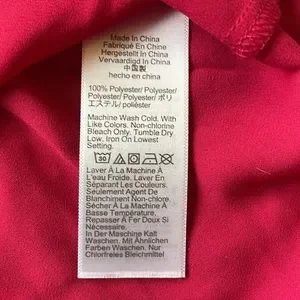 Made In China
Fabriqué En Chine
Hergestellt In China
Vervaardigd In China
中国製
hecho en china
100% Polyester/ Polyester/
Polyester/ Polyester/ ポリ
エステル/ poliéster
Machine Wash Cold, With
Like Colors. Non-chlorine
Bleach Only. Tumble Dry
Low. Iron On Lowest
Setting.
30
Laver À La Machine À
L'eau Froide. Laver En
Séparant Les Couleurs.
Seulement Agent De
Blanchiment Non-chlore.
Sécher À La Machine À
Basse Température.
Repasser À Fer Doux Si
Nécessaire.
In Der Maschine Kalt
Waschen. Mit Ähnlichen
Farben Waschen. Nur
Chlorfreies Bleichmittel